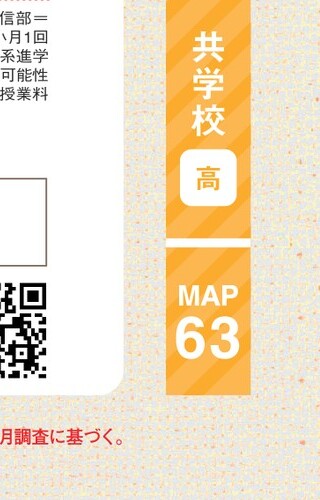 信部＝
い月1回
系進学
可能性
授業料
共学校
高
MAP
63
月調査に基づく。